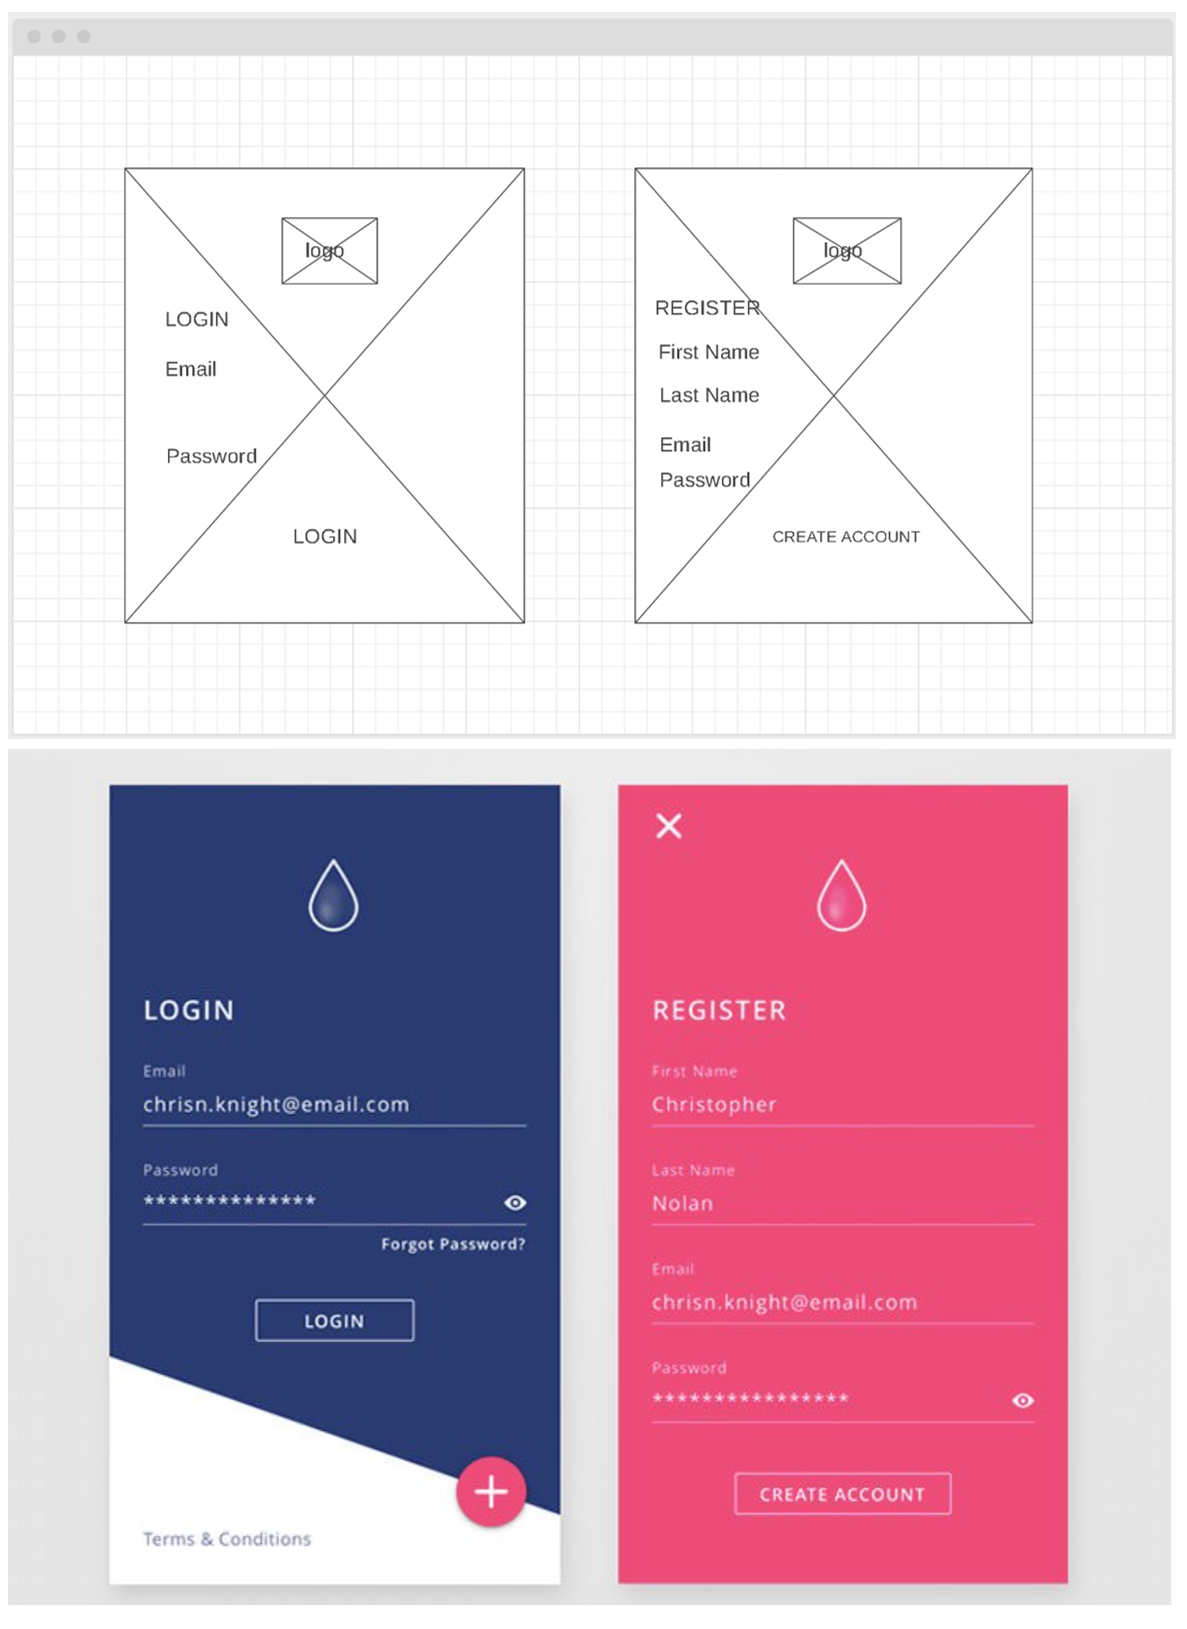 logo
LOGIN
Email
Password
LOGIN
logo
REGISTER
First Name
Last Name
Email
Password
CREATE ACCOUNT
LOGIN
Email
chrisn.knight@email.com
Password
**************
Forgot Password?
LOGIN
Terms & Conditions
REGISTER
First Name
Christopher
Last Name
Nolan
Email
chrisn.knight@email.com
Password
****************
CREATE ACCOUNT